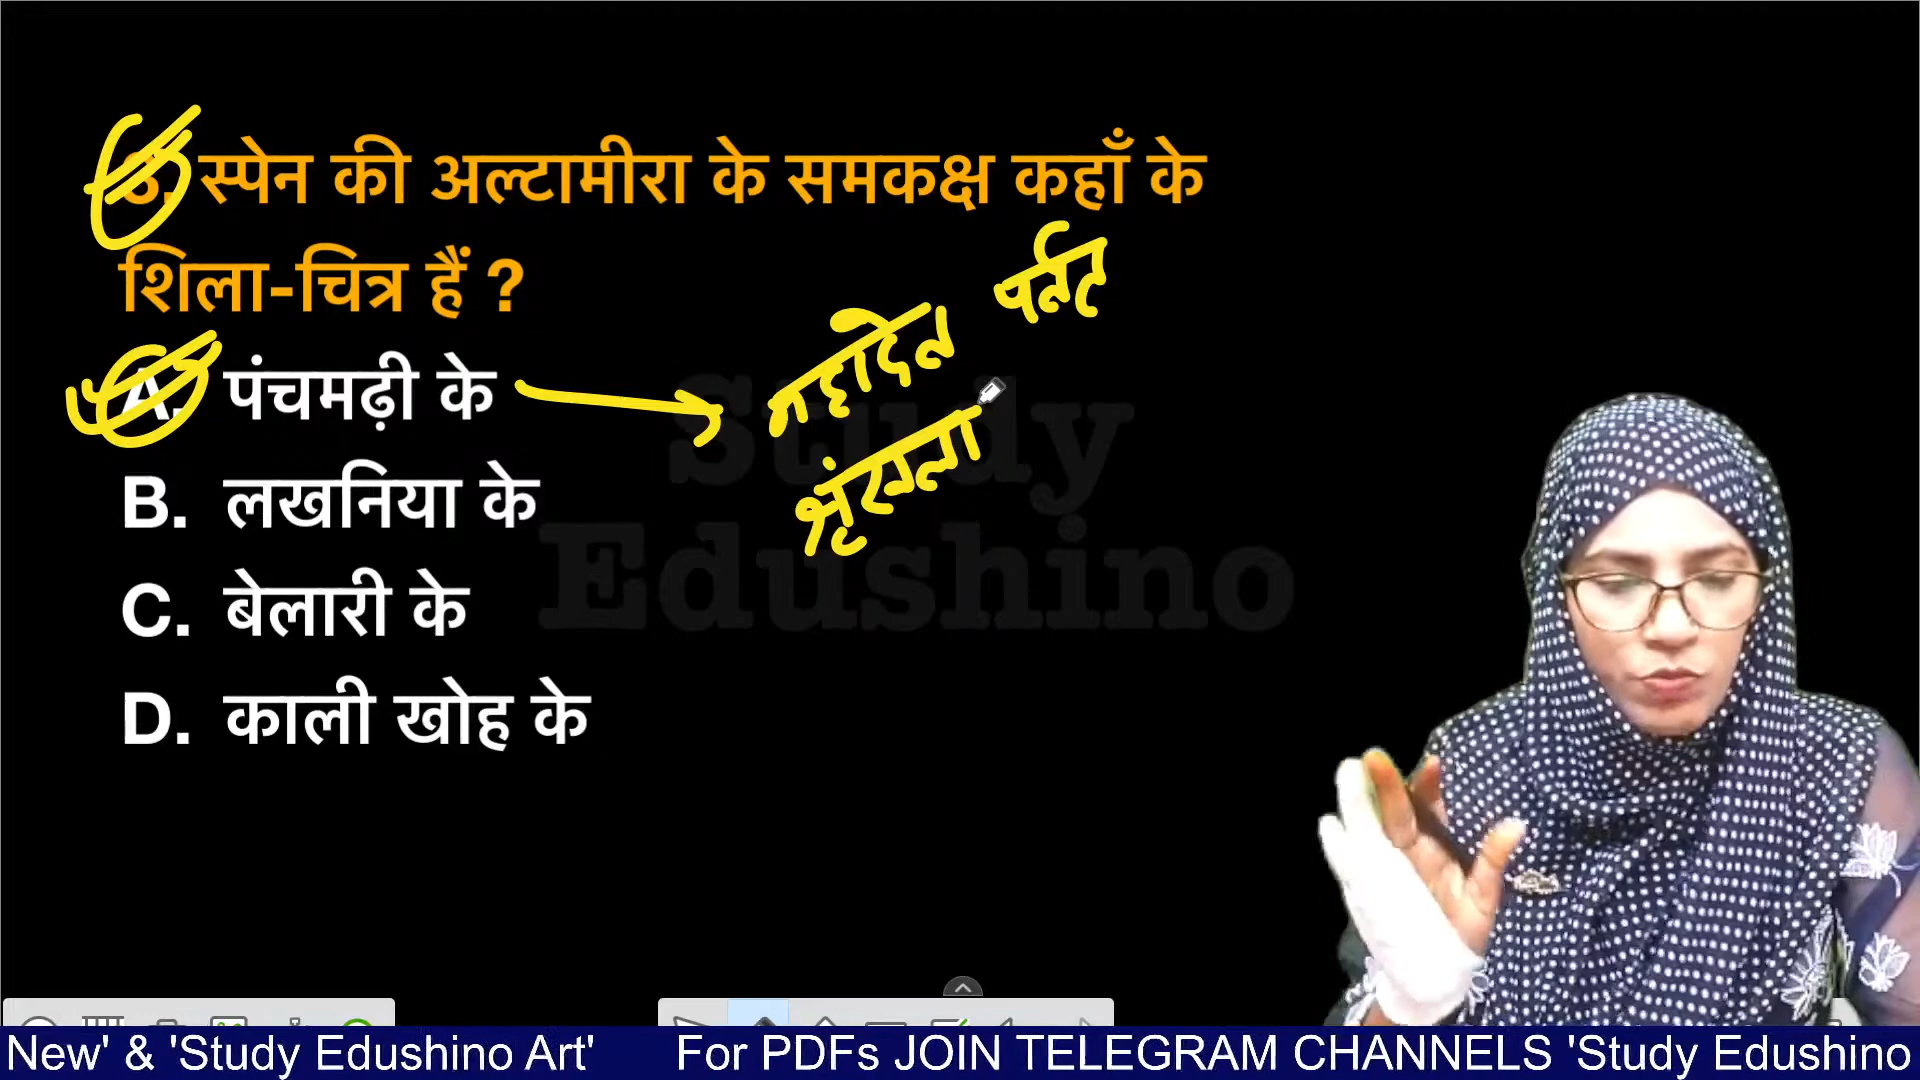 स्पेन की अल्टामीरा के समकक्ष कहाँ के
शिला-चित्र हैं ?
A. पंचमढ़ी के
महादेव पर्वत
श्रृंखला
B. लखनिया के
C. बेलारी के
D. काली खोह के
Study
Edushino
New' & 'Study Edushino Art' For PDFs JOIN TELEGRAM CHANNELS 'Study Edushino